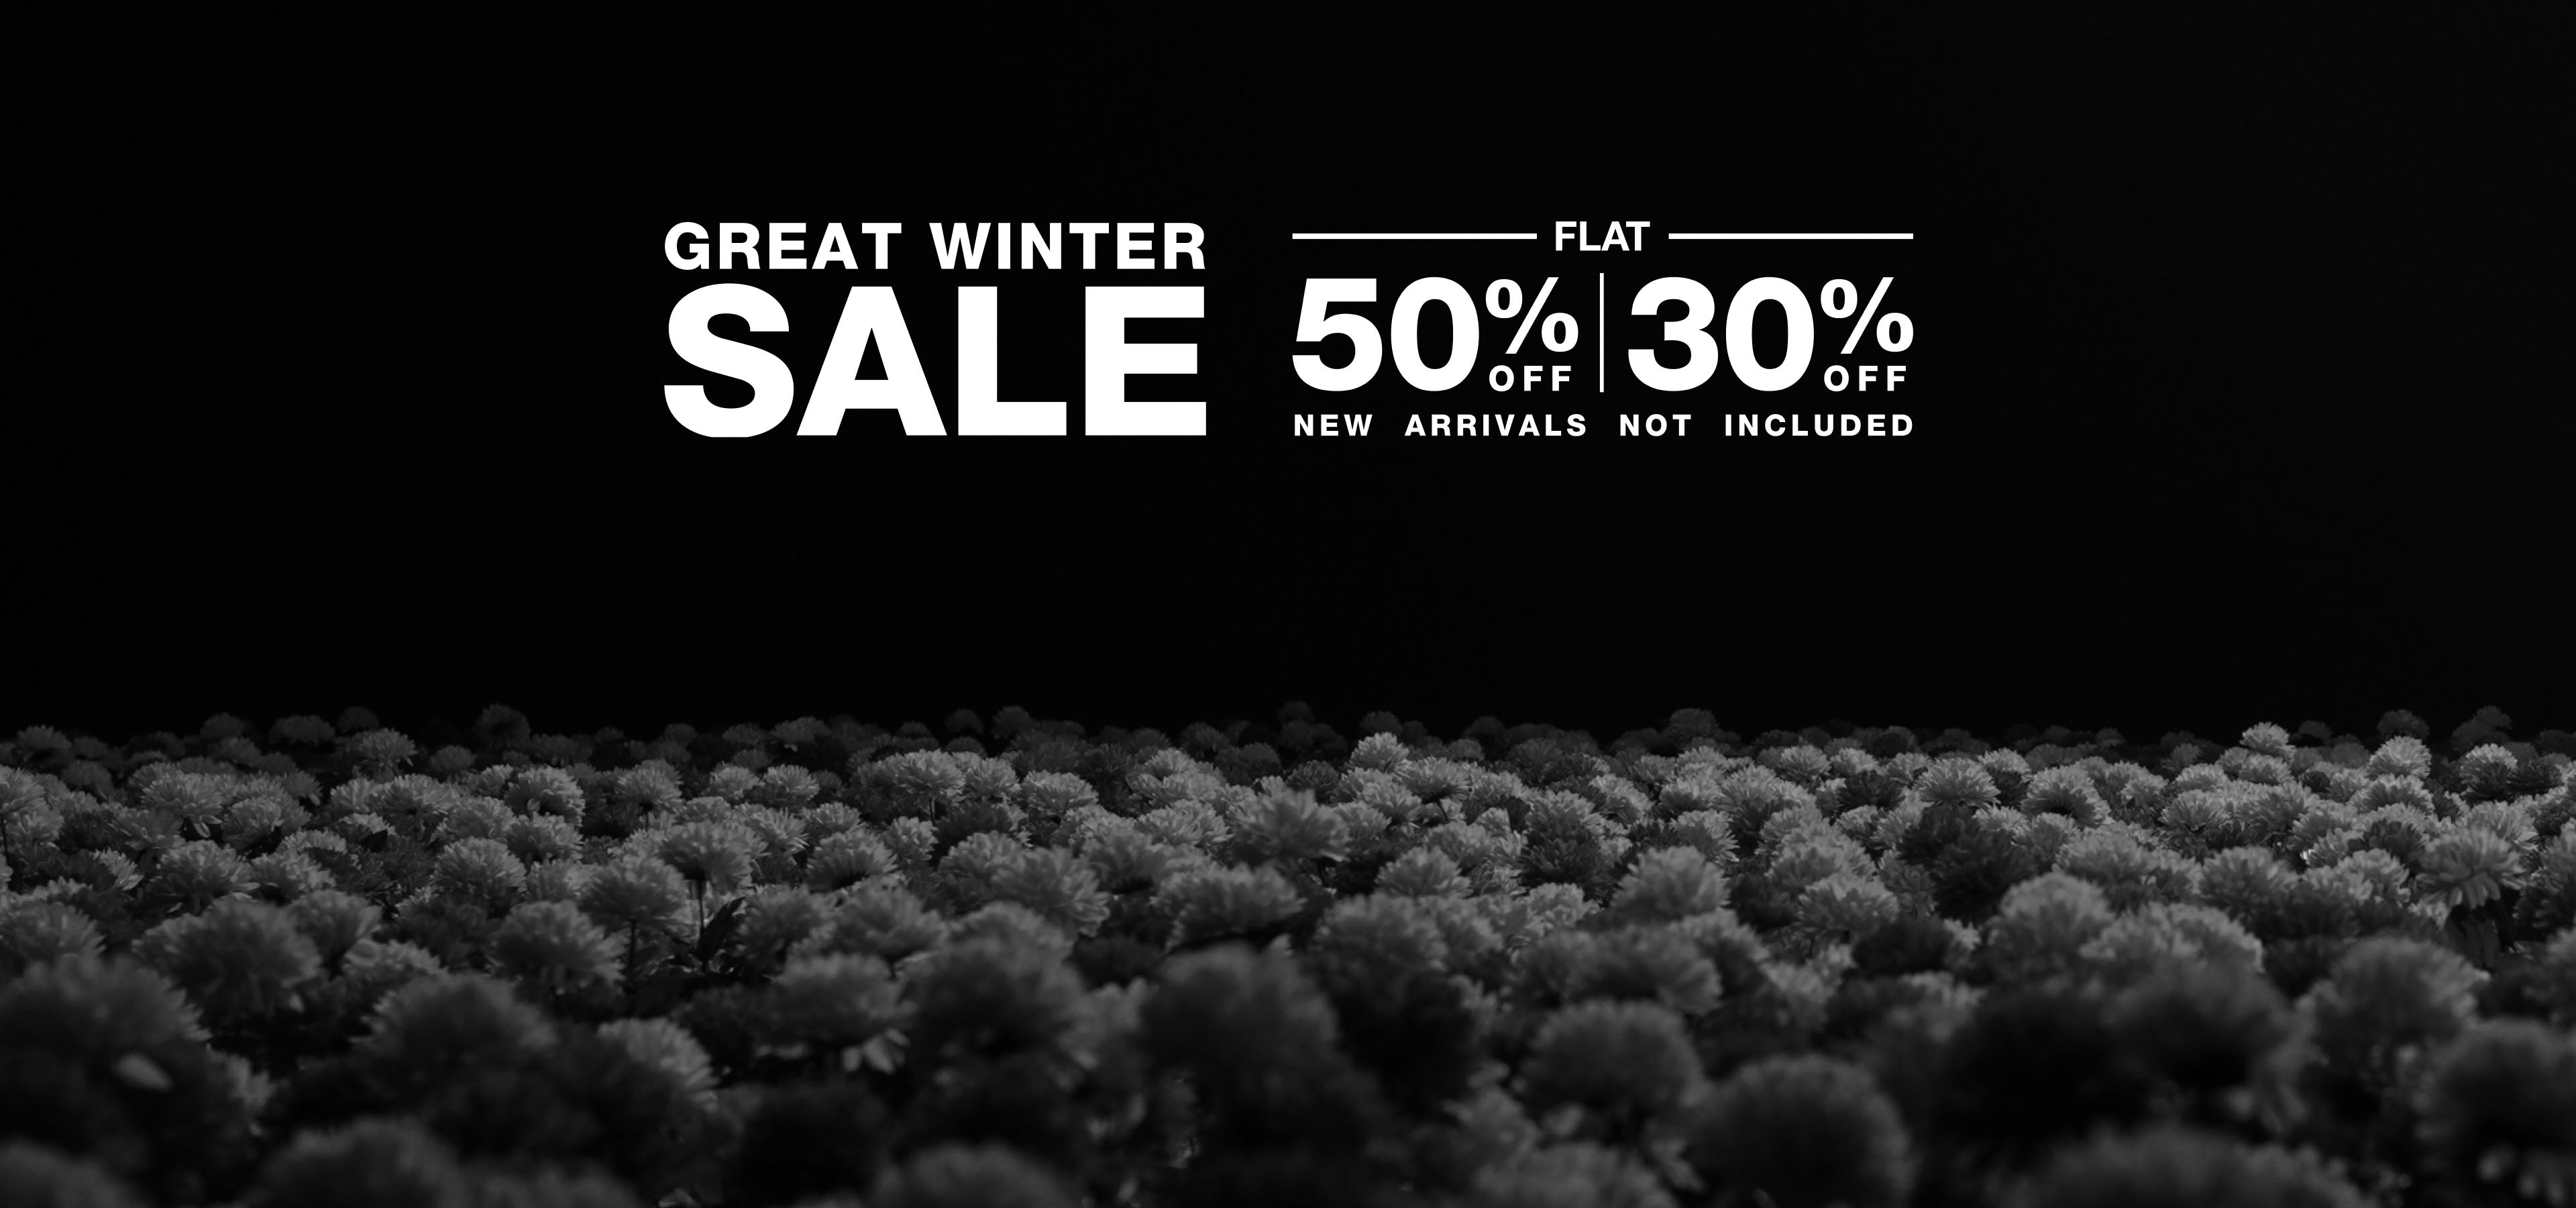 GREAT WINTER
SALE
FLAT
50% OFF | 30% OFF
NEW ARRIVALS NOT INCLUDED